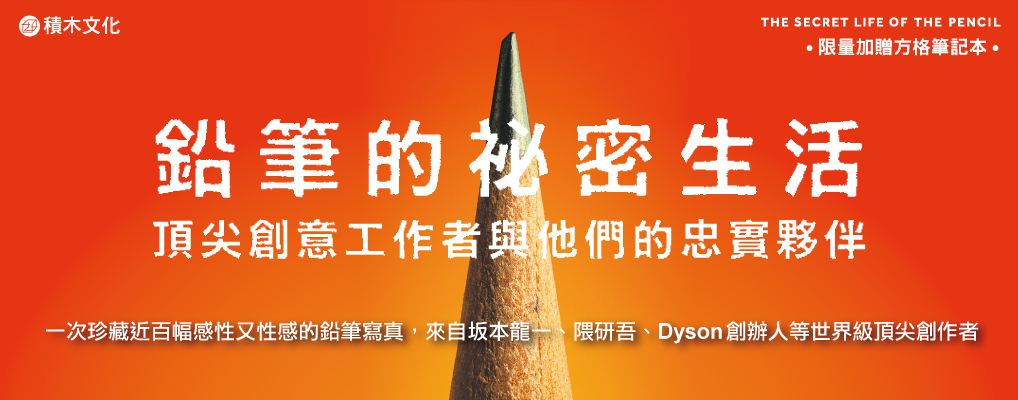 積木文化
THE SECRET LIFE OF THE PENCIL
• 限量加贈方格筆記本 •
鉛筆的祕密生活
頂尖創意工作者與他們的忠實夥伴
一次珍藏近百幅感性又性感的鉛筆寫真，來自坂本龍一、隈研吾、Dyson創辦人等世界級頂尖創作者